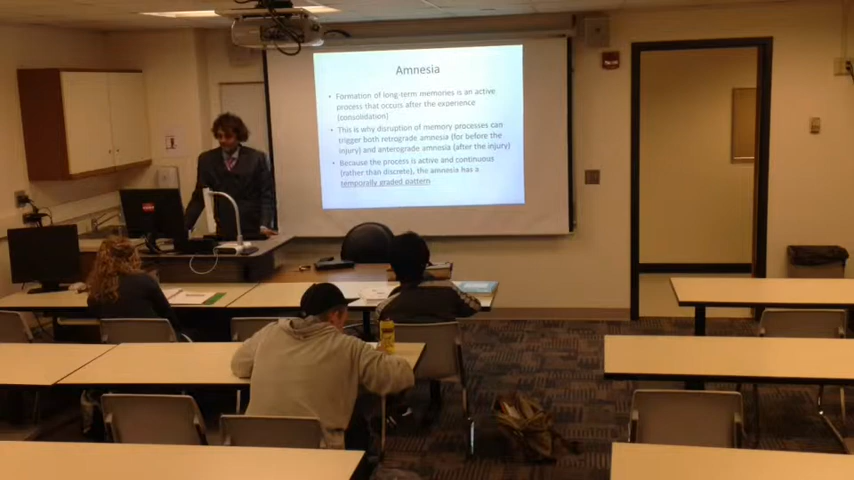 Amnesia
• Formation of long-term memories is an active
process that occurs after the experience
(consolidation)
• This is why disruption of memory processes can
trigger both retrograde amnesia (for before the
injury) and anterograde amnesia (after the injury)
• Because the process is active and continuous
(rather than discrete), the amnesia has a
temporally graded pattern